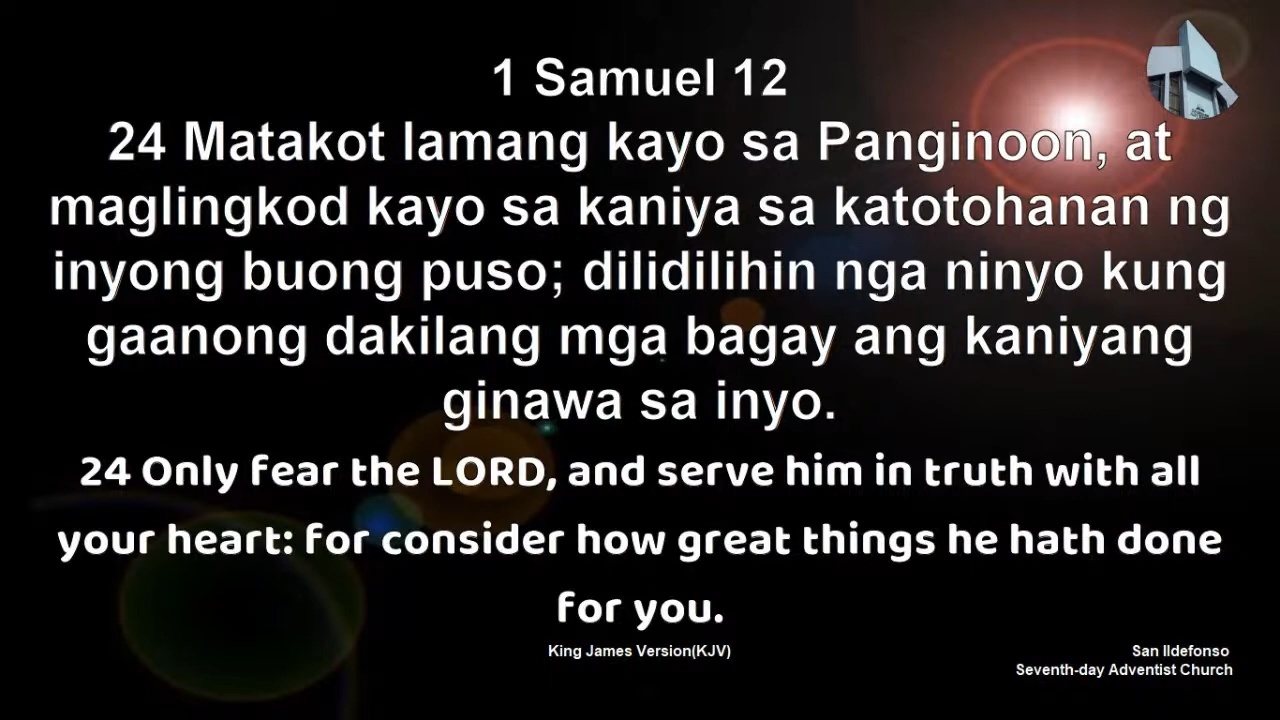 1 Samuel 12
24 Matakot lamang kayo sa Panginoon, at
maglingkod kayo sa kaniya sa katotohanan ng
inyong buong puso; dilidilihin nga ninyo kung
gaanong dakilang mga bagay ang kaniyang
ginawa sa inyo.
24 Only fear the LORD, and serve him in truth with all
your heart: for consider how great things he hath done
for you.
King James Version(KJV)
San Ildefonso
Seventh-day Adventist Church